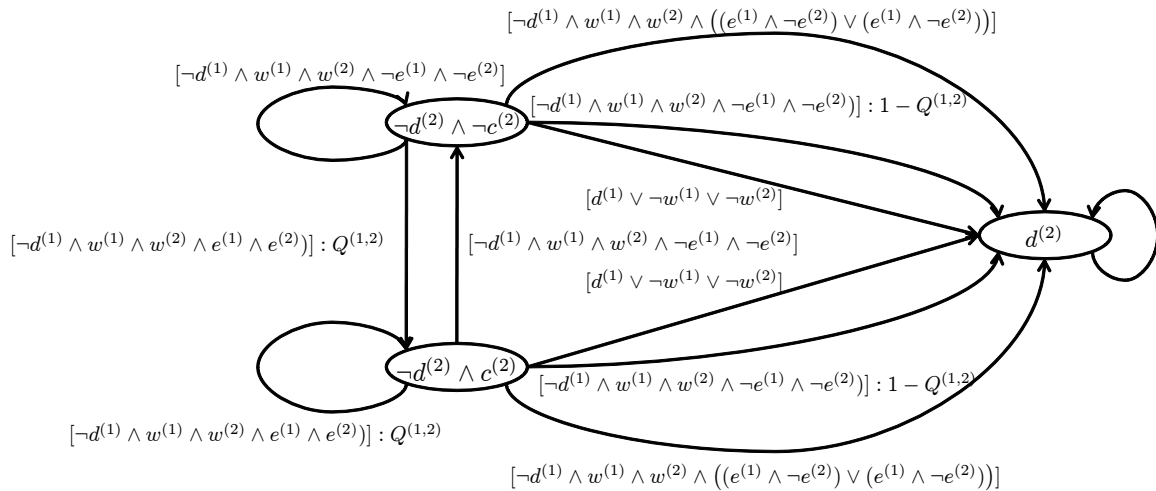 [¬d^(1) ∧ w^(1) ∧ w^(2) ∧ ((e^(1) ∧ ¬e^(2)) ∨ (e^(1) ∧ ¬e^(2)))]
[¬d^(1) ∧ w^(1) ∧ w^(2) ∧ ¬e^(1) ∧ ¬e^(2)]
[¬d^(1) ∧ w^(1) ∧ w^(2) ∧ ¬e^(1) ∧ ¬e^(2))] : 1 − Q^(1,2)
¬d^(2) ∧ ¬c^(2)
[d^(1) ∨ ¬w^(1) ∨ ¬w^(2)]
[¬d^(1) ∧ w^(1) ∧ w^(2) ∧ e^(1) ∧ e^(2))] : Q^(1,2)
[¬d^(1) ∧ w^(1) ∧ w^(2) ∧ ¬e^(1) ∧ ¬e^(2)]
d^(2)
[d^(1) ∨ ¬w^(1) ∨ ¬w^(2)]
¬d^(2) ∧ c^(2)
[¬d^(1) ∧ w^(1) ∧ w^(2) ∧ ¬e^(1) ∧ ¬e^(2))] : 1 − Q^(1,2)
[¬d^(1) ∧ w^(1) ∧ w^(2) ∧ e^(1) ∧ e^(2))] : Q^(1,2)
[¬d^(1) ∧ w^(1) ∧ w^(2) ∧ ((e^(1) ∧ ¬e^(2)) ∨ (e^(1) ∧ ¬e^(2)))]